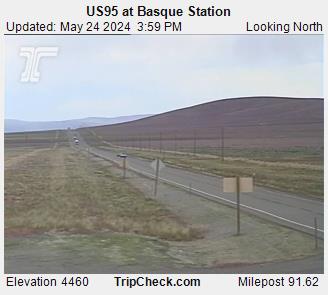 US95 at Basque Station
Updated: May 24 2024 3:59 PM Looking North
Elevation 4460 TripCheck.com Milepost 91.62